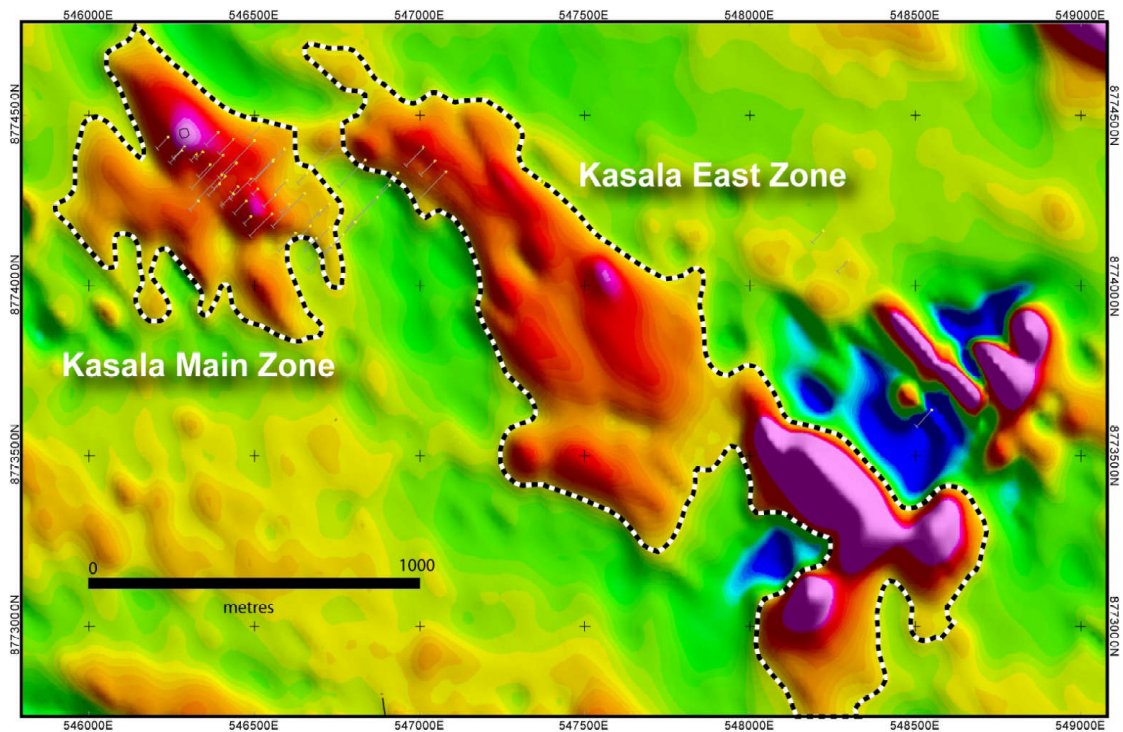 546000E 546500E 547000E 547500E 548000E 548500E 549000E
8774500N 8774500N
Kasala East Zone
8774000N 8774000N
Kasala Main Zone
8773500N 8773500N
0 1000
metres
8773000N 8773000N
546000E 546500E 547000E 547500E 548000E 548500E 549000E